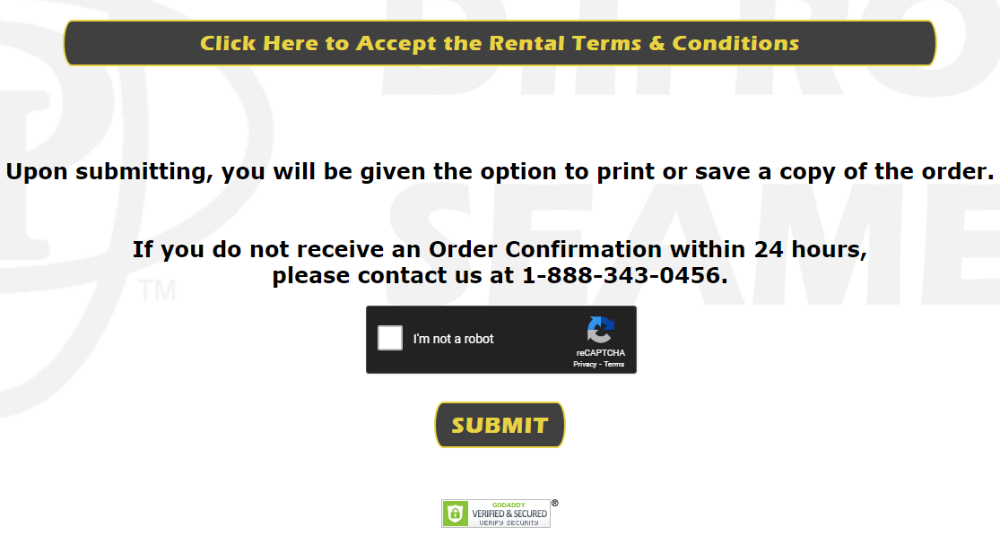 Click Here to Accept the Rental Terms & Conditions
Upon submitting, you will be given the option to print or save a copy of the order.
If you do not receive an Order Confirmation within 24 hours,
please contact us at 1-888-343-0456.
TM
I'm not a robot
reCAPTCHA
Privacy - Terms
SUBMIT
GODADDY
VERIFIED & SECURED
VERIFY SECURITY
®